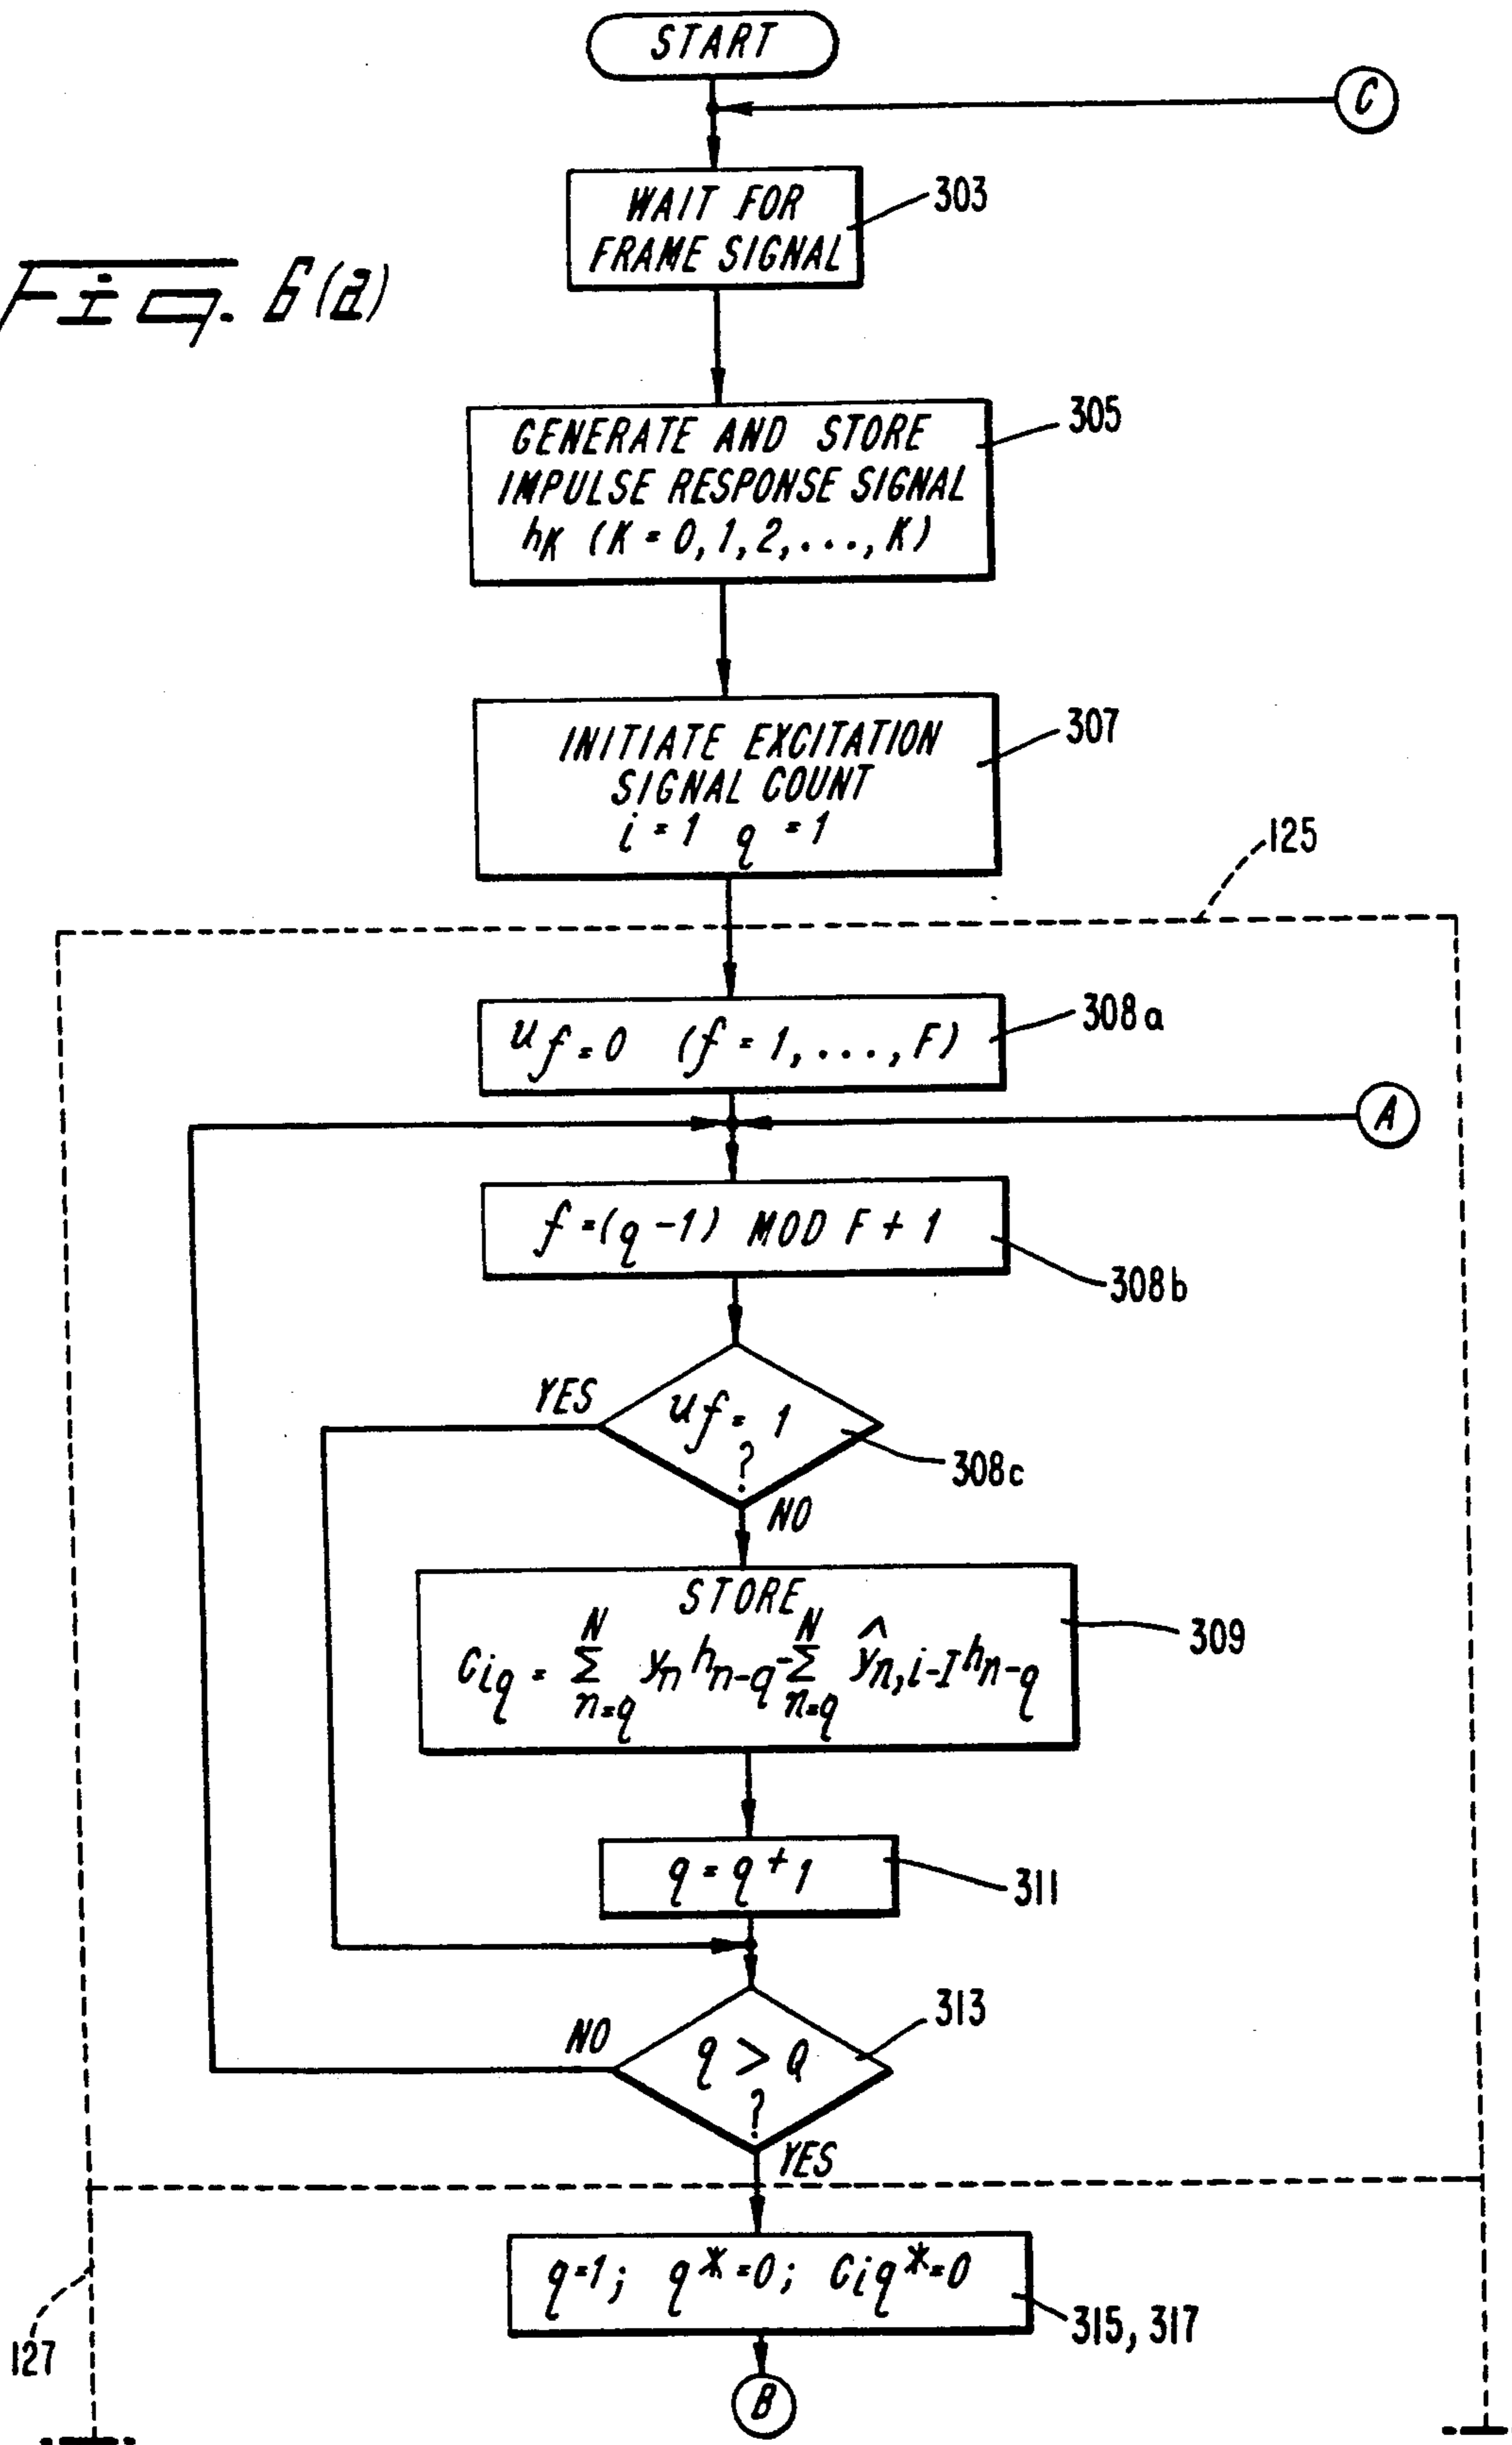 START
C
WAIT FOR
FRAME SIGNAL
303
Fig. 6(a)
GENERATE AND STORE
IMPULSE RESPONSE SIGNAL
hK (K = 0, 1, 2, ..., K)
305
INITIATE EXCITATION
SIGNAL COUNT
i = 1 q = 1
307
125
uf = 0 (f = 1, ..., F)
308a
A
f = (q - 1) MOD F + 1
308b
YES
uf = 1
?
308c
NO
STORE
Ciq = N∑n=q yn hn-q - N∑n=q ŷn,i-I hn-q
309
q = q + 1
311
313
NO
q > Q
?
YES
q=1; q*=0; Ciq*=0
315, 317
127
B